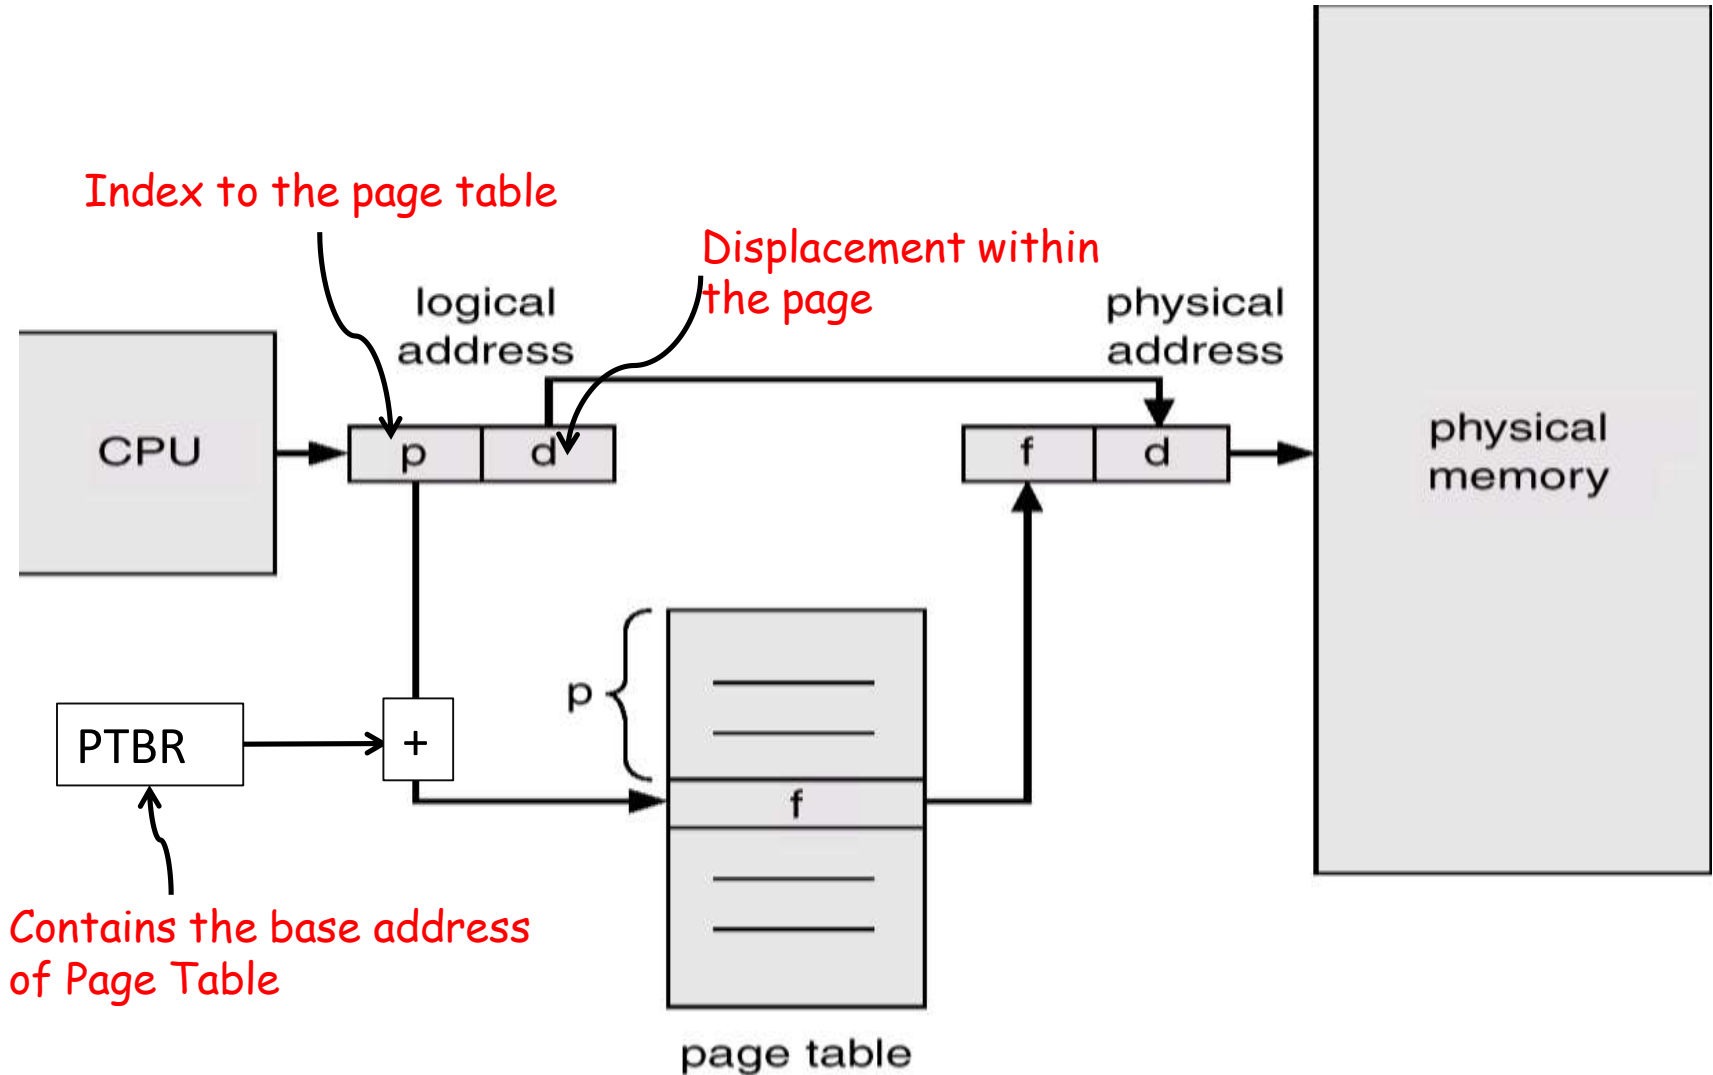 Index to the page table
Displacement within
the page
logical
address
physical
address
CPU
p
d
f
d
physical
memory
p
PTBR
+
f
Contains the base address
of Page Table
page table